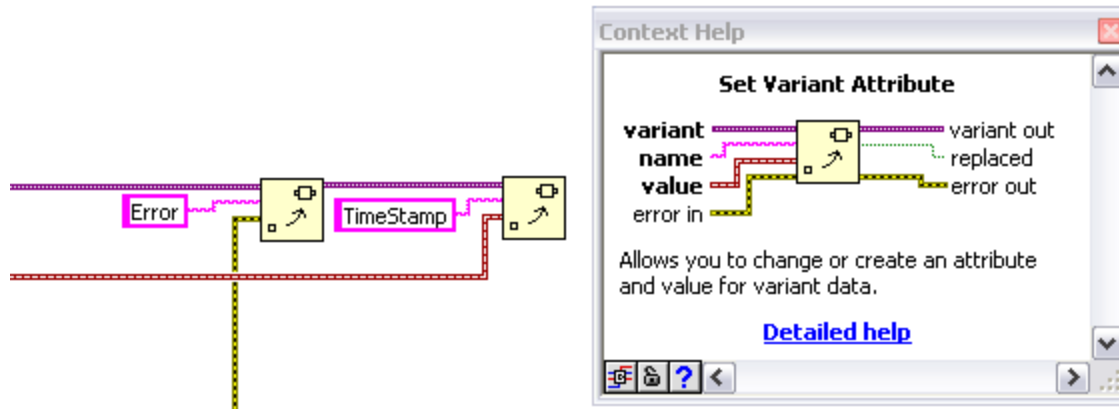 Error
TimeStamp
Context Help
Set Variant Attribute
variant
name
value
error in
variant out
replaced
error out
Allows you to change or create an attribute
and value for variant data.
Detailed help
?